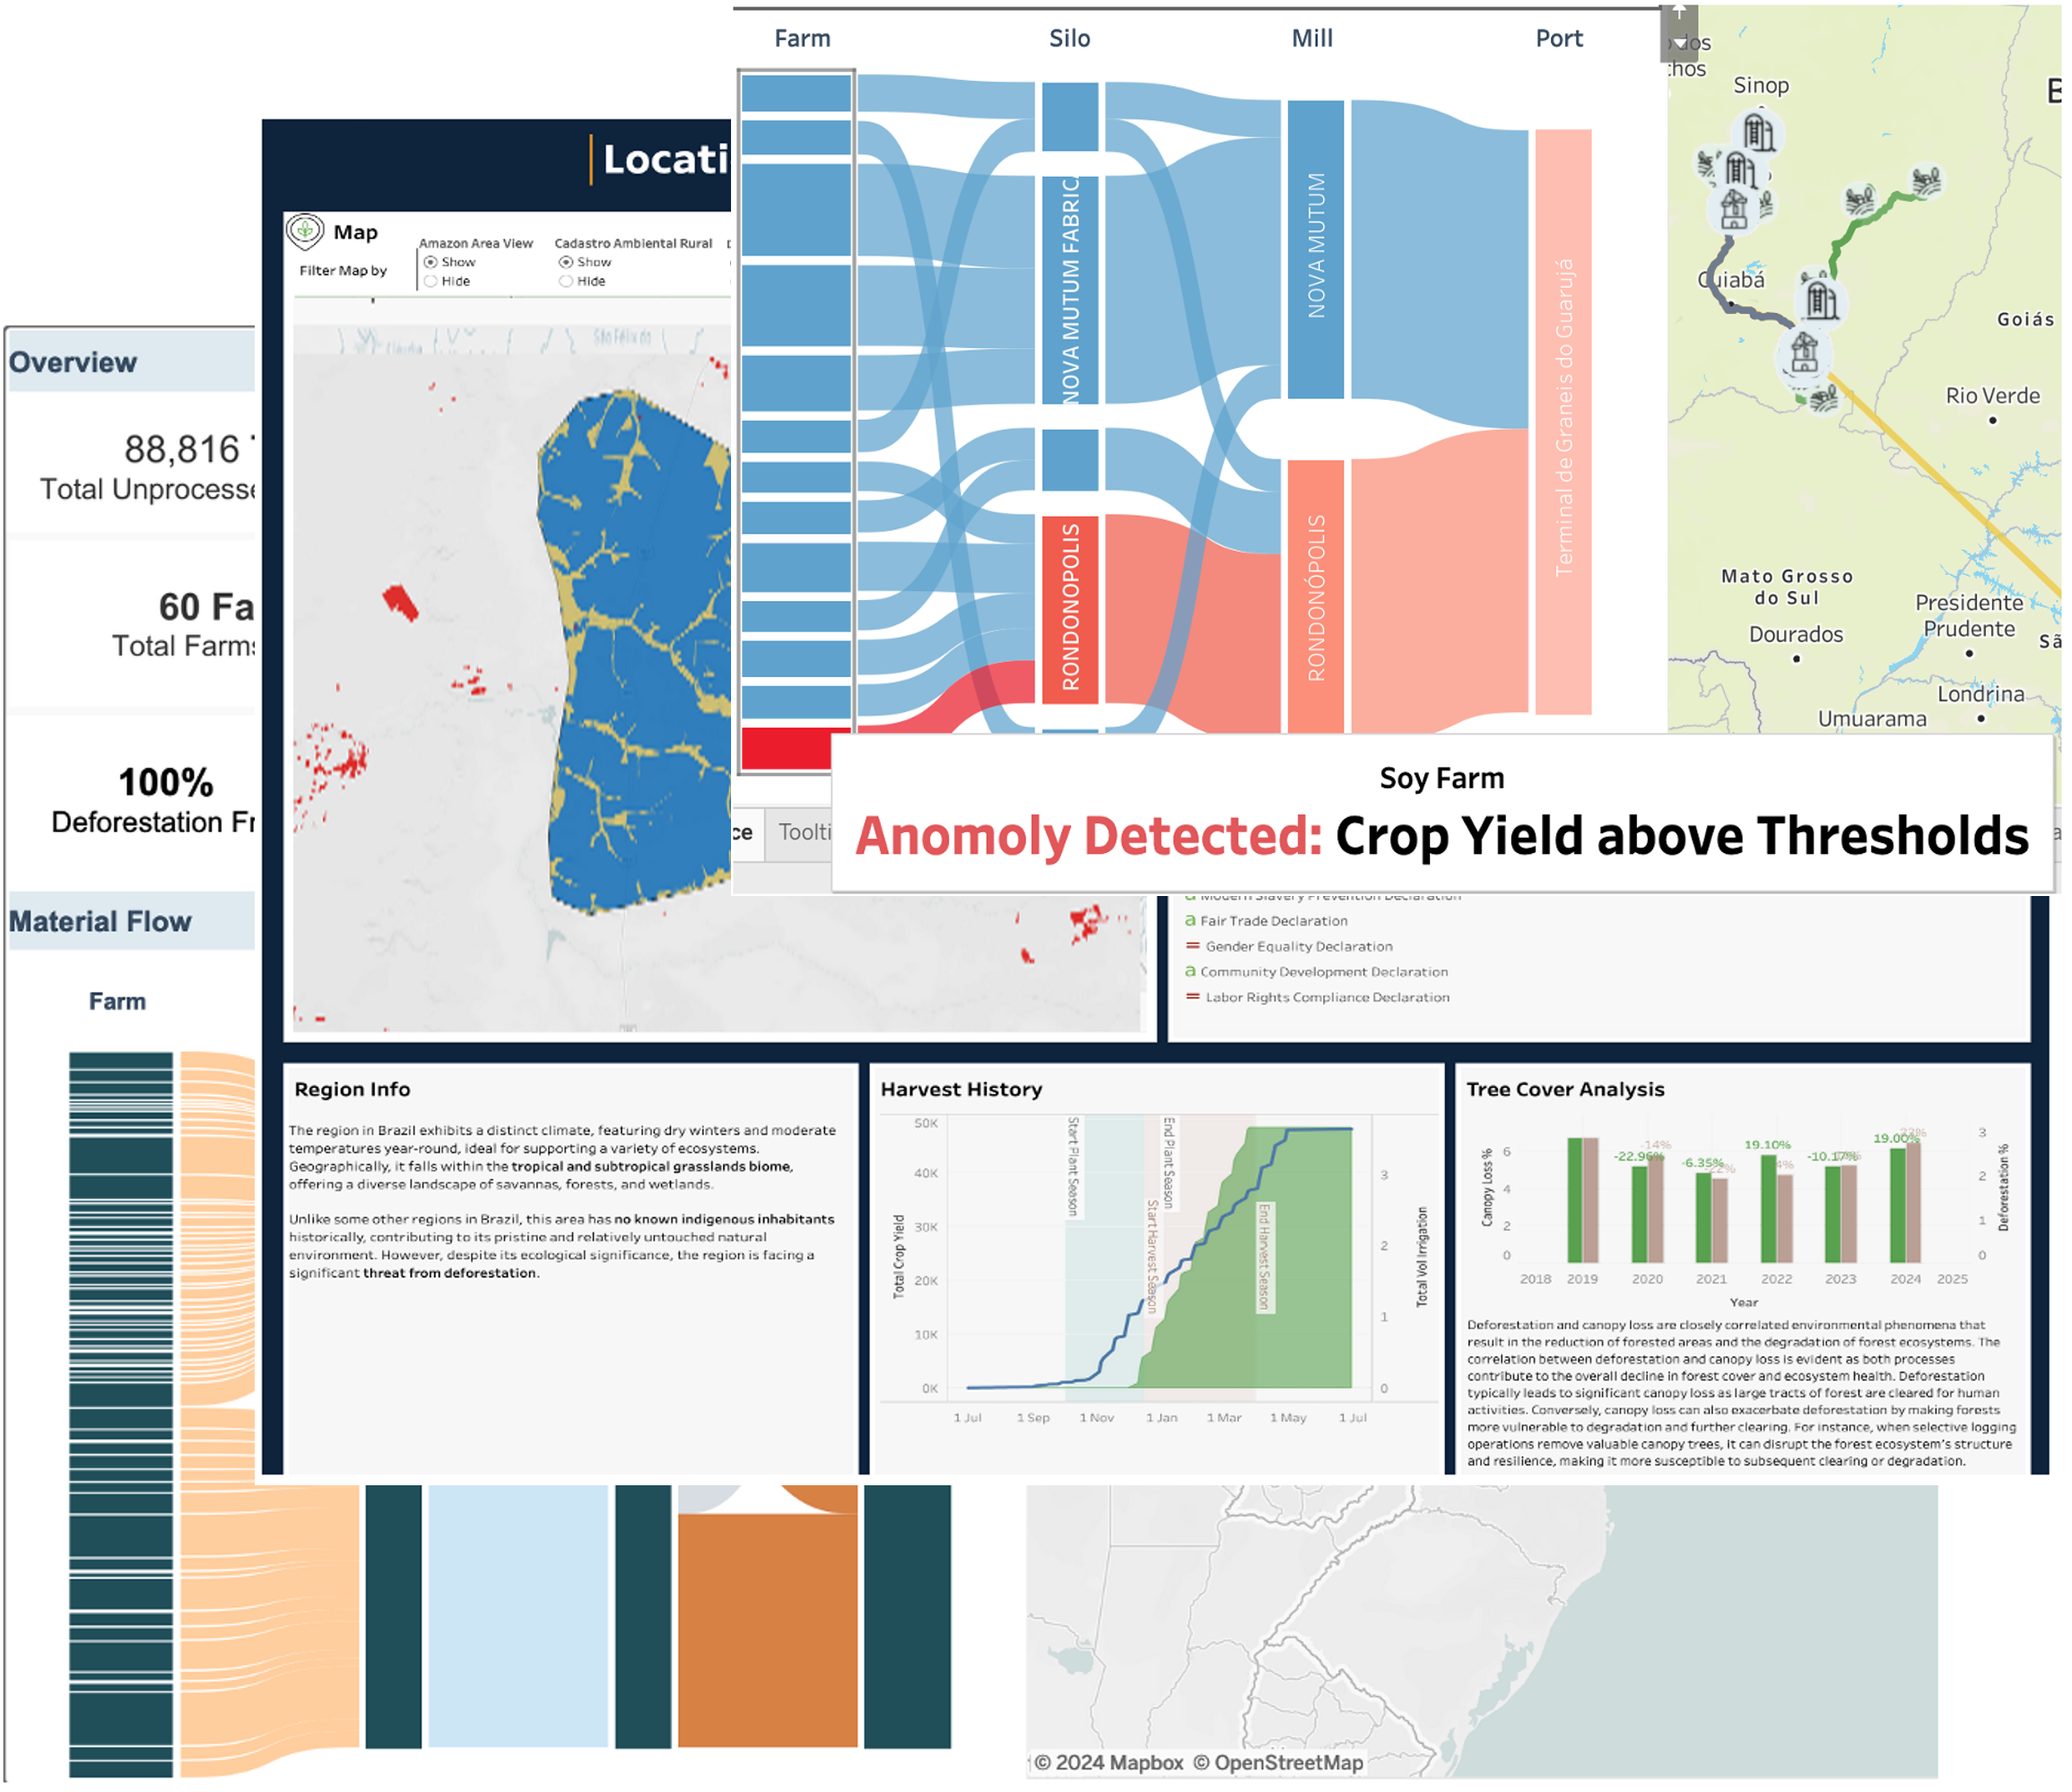 Farm
Silo
Mill
Port
NOVA MUTUM FABRICA
RONDONOPOLIS
NOVA MUTUM
RONDONÓPOLIS
Terminal de Graneis do Guarujá
Sinop
Cuiabá
Goiás
Rio Verde
Mato Grosso
do Sul
Presidente
Prudente
Dourados
Londrina
Umuarama
Soy Farm
Anomoly Detected: Crop Yield above Thresholds
Locati
Map
Filter Map by
Amazon Area View
Show
Hide
Cadastro Ambiental Rural
Show
Hide
Overview
88,816
Total Unprocesse
60 Fa
Total Farms
100%
Deforestation Fr
Material Flow
Farm
ce
Toolti
Modern Slavery Prevention Declaration
a Fair Trade Declaration
= Gender Equality Declaration
a Community Development Declaration
= Labor Rights Compliance Declaration
Region Info
The region in Brazil exhibits a distinct climate, featuring dry winters and moderate
temperatures year-round, ideal for supporting a variety of ecosystems.
Geographically, it falls within the tropical and subtropical grasslands biome,
offering a diverse landscape of savannas, forests, and wetlands.
Unlike some other regions in Brazil, this area has no known indigenous inhabitants
historically, contributing to its pristine and relatively untouched natural
environment. However, despite its ecological significance, the region is facing a
significant threat from deforestation.
Harvest History
Total Crop Yield
50K
40K
30K
20K
10K
0K
Start Plant Season
End Plant Season
Start Harvest Season
End Harvest Season
3
2
1
0
Total Vol Irrigation
1 Jul
1 Sep
1 Nov
1 Jan
1 Mar
1 May
1 Jul
Tree Cover Analysis
Canopy Loss %
6
4
2
0
-22.96%
-14%
-6.35%
19.10%
-10.17%
19.00%
3
2
1
0
Deforestation %
2018
2019
2020
2021
2022
2023
2024
2025
Year
Deforestation and canopy loss are closely correlated environmental phenomena that
result in the reduction of forested areas and the degradation of forest ecosystems. The
correlation between deforestation and canopy loss is evident as both processes
contribute to the overall decline in forest cover and ecosystem health. Deforestation
typically leads to significant canopy loss as large tracts of forest are cleared for human
activities. Conversely, canopy loss can also exacerbate deforestation by making forests
more vulnerable to degradation and further clearing. For instance, when selective logging
operations remove valuable canopy trees, it can disrupt the forest ecosystem's structure
and resilience, making it more susceptible to subsequent clearing or degradation.
© 2024 Mapbox © OpenStreetMap